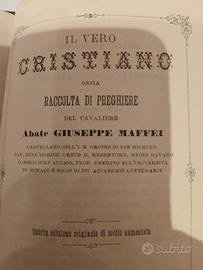 IL VERO
CRISTIANO
OSSIA
RACCOLTA DI PREGHIERE
DEL CAVALIERE
Abate GIUSEPPE MAFFEI
CAPPELLANO DELL'I. R. ORDINE DI SAN MICHELE
CAV. DELL'ORDINE GRECO IL REDENTORE, REGIO BAVARO
CONSIGLIERE AULICO, PROF. EMERITO ALL'UNIVERSITÀ
DI MONACO E SOCIO DI PIÙ ACCADEMIE LETTERARIE
Quarta edizione originale di molto aumentata
subito